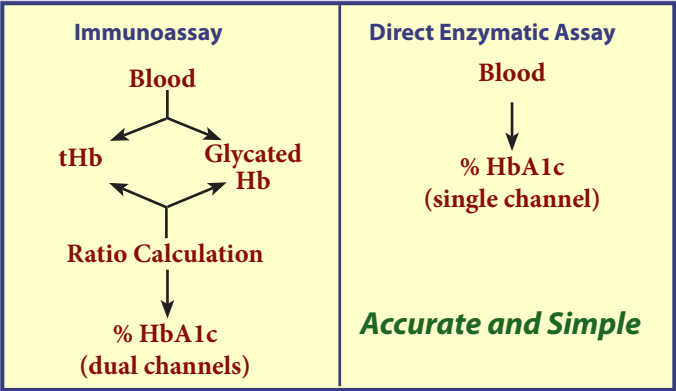 Immunoassay
Blood
tHb
Glycated
Hb
Ratio Calculation
% HbA1c
(dual channels)
Direct Enzymatic Assay
Blood
% HbA1c
(single channel)
Accurate and Simple